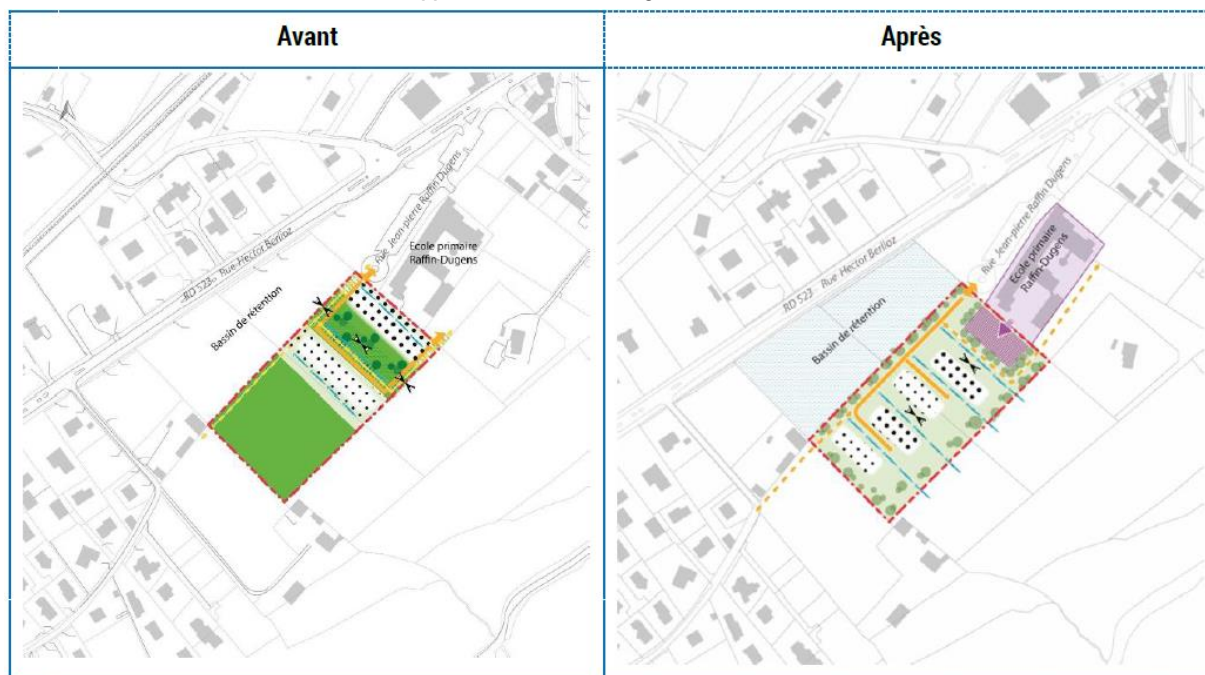 Avant
Après
RD 523 - Rue Hector Berlioz
Rue Jean-pierre Raffin Dugens
Ecole primaire
Raffin-Dugens
Bassin de rétention
RD 523 - Rue Hector Berlioz
Rue Jean-pierre Raffin Dugens
Ecole primaire
Raffin-Dugens
Bassin de rétention